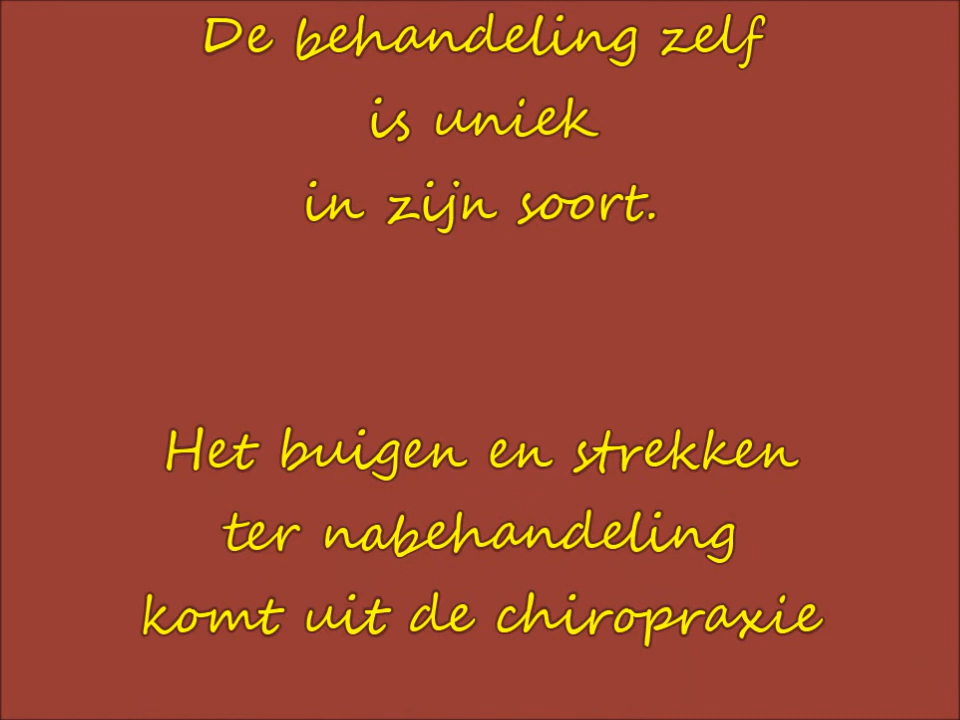 De behandeling zelf
is uniek
in zijn soort.
Het buigen en strekken
ter nabehandeling
komt uit de chiropraxie